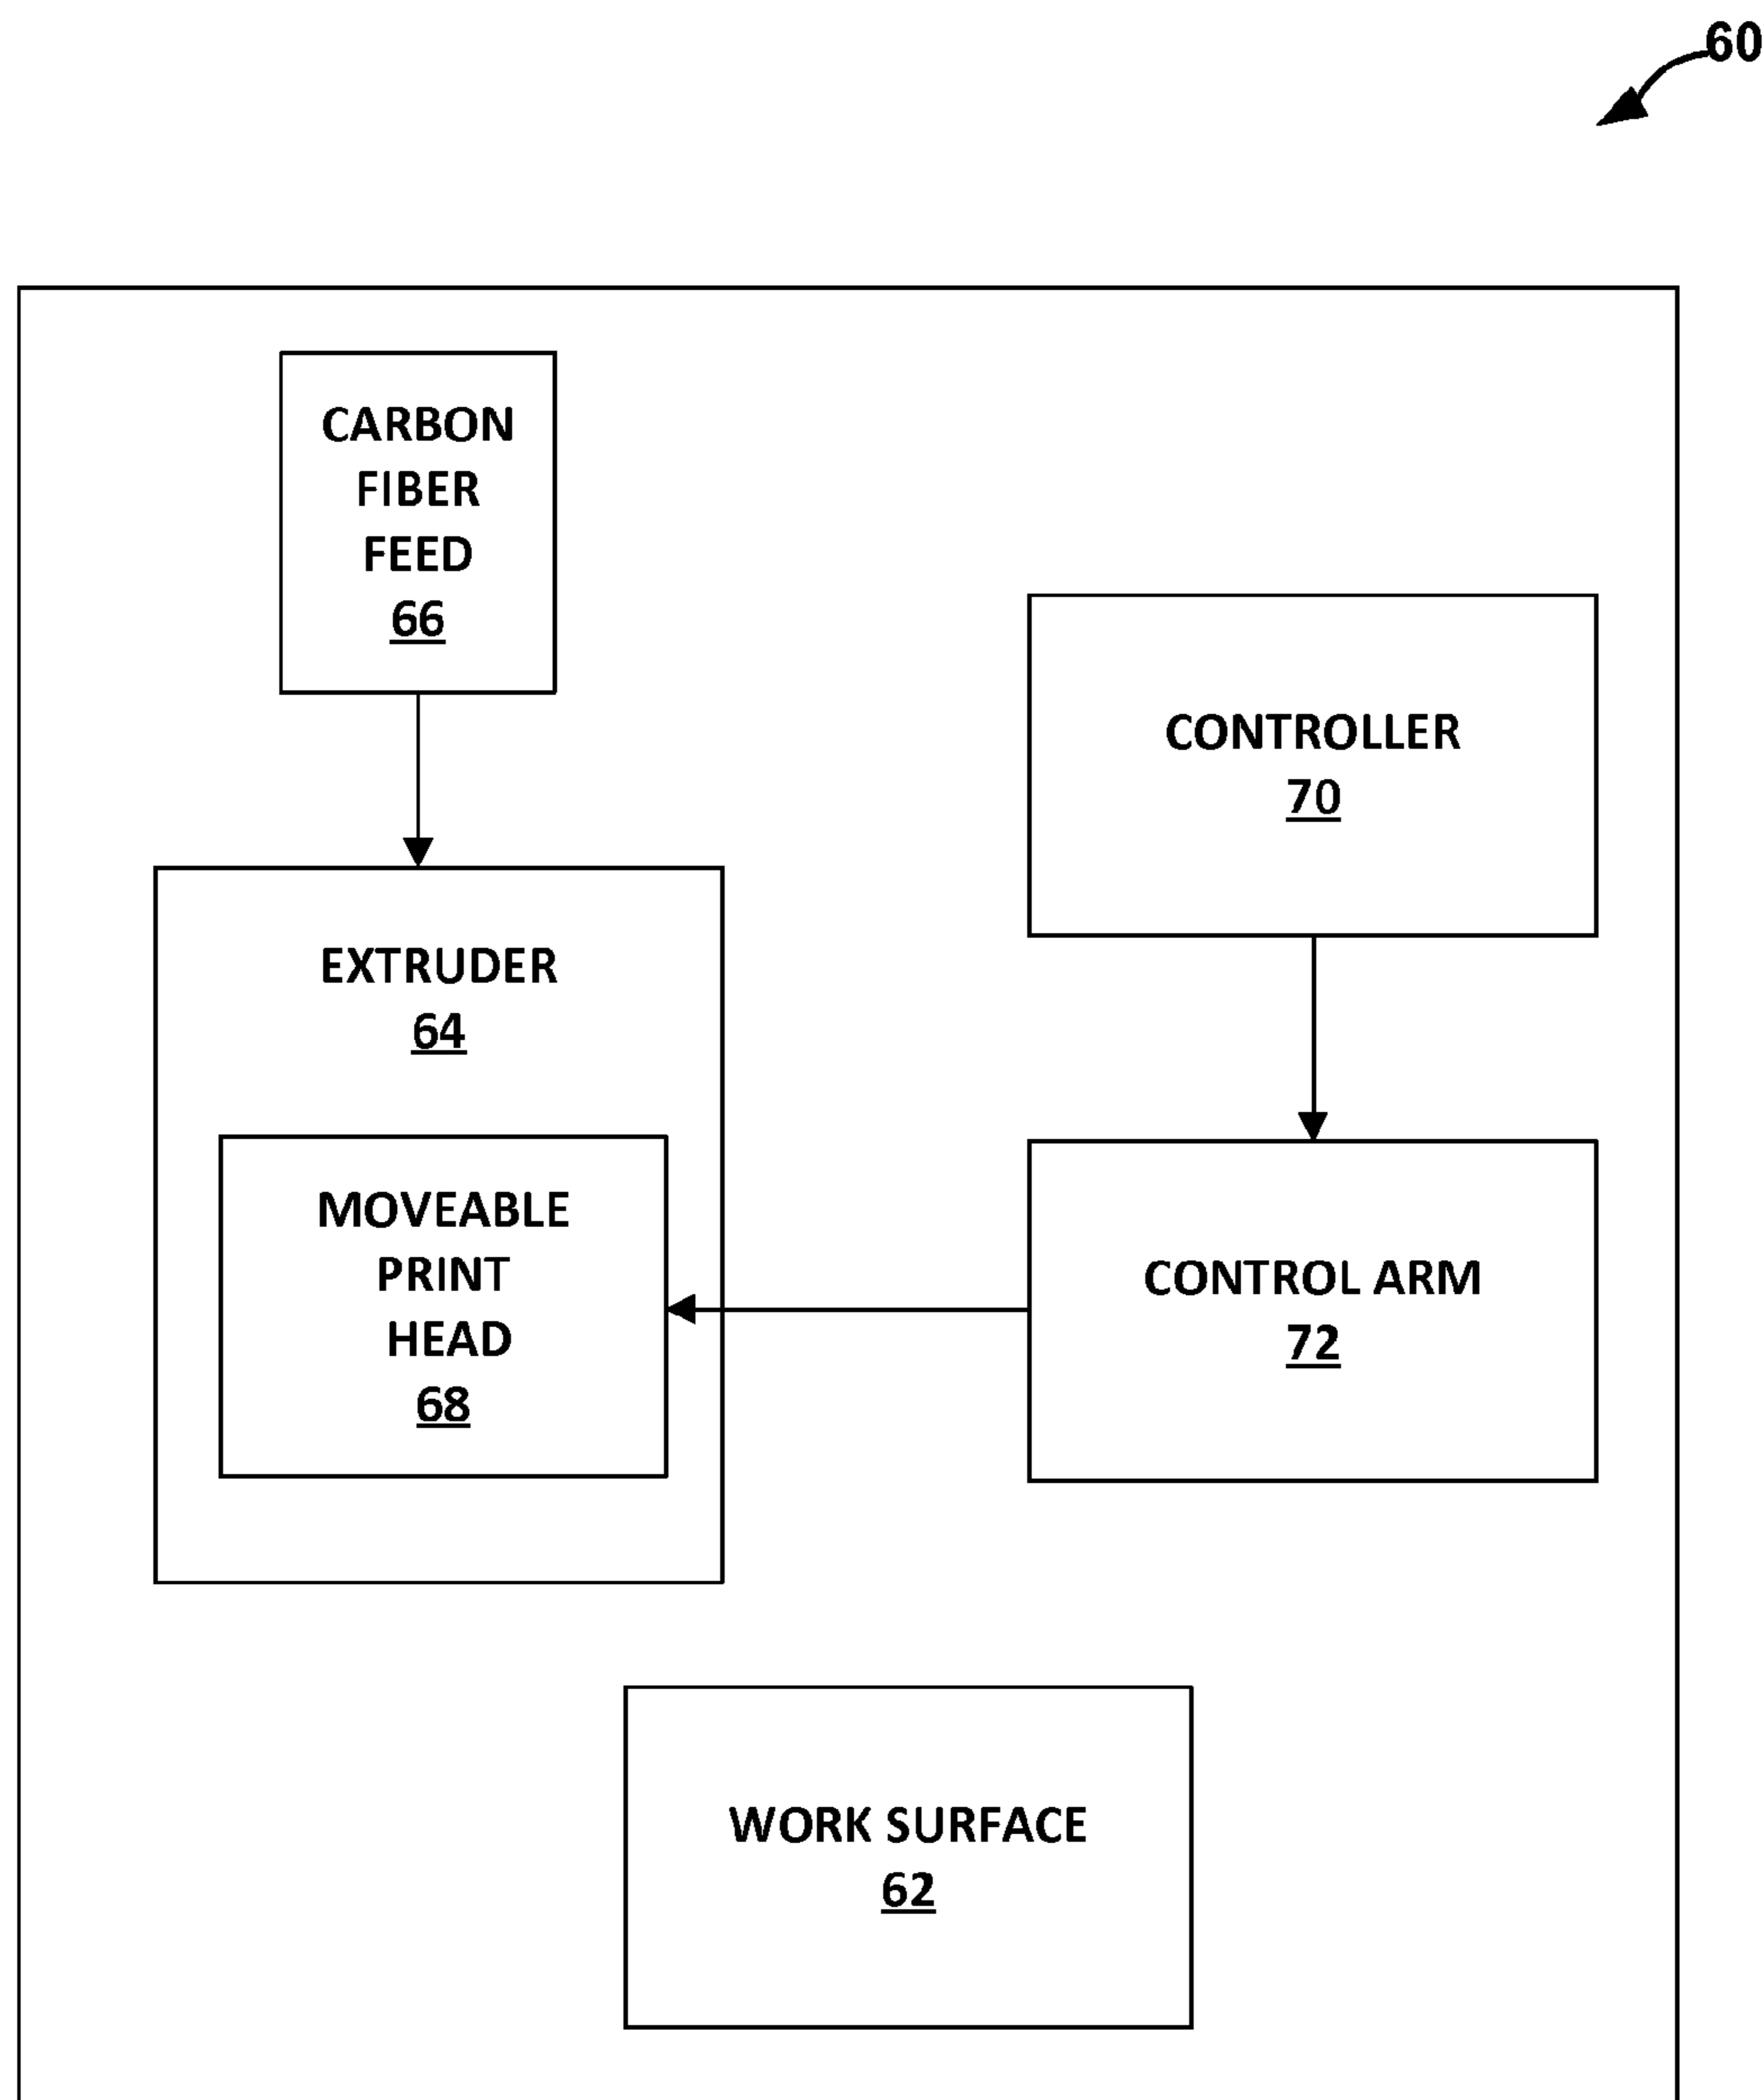 60
CARBON
FIBER
FEED
66
CONTROLLER
70
EXTRUDER
64
MOVEABLE
PRINT
HEAD
68
CONTROL ARM
72
WORK SURFACE
62